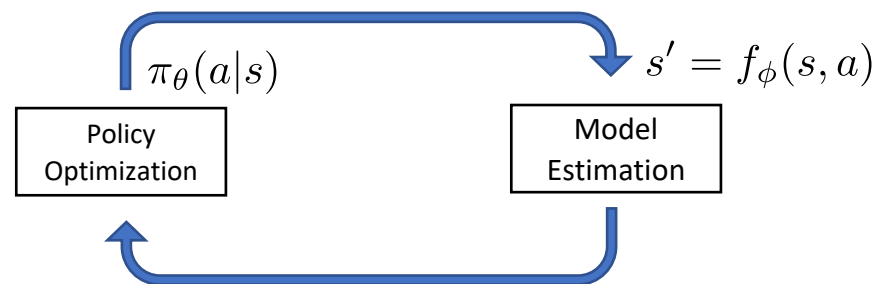 π_θ(a|s)
s′ = f_ϕ(s, a)
Policy
Optimization
Model
Estimation